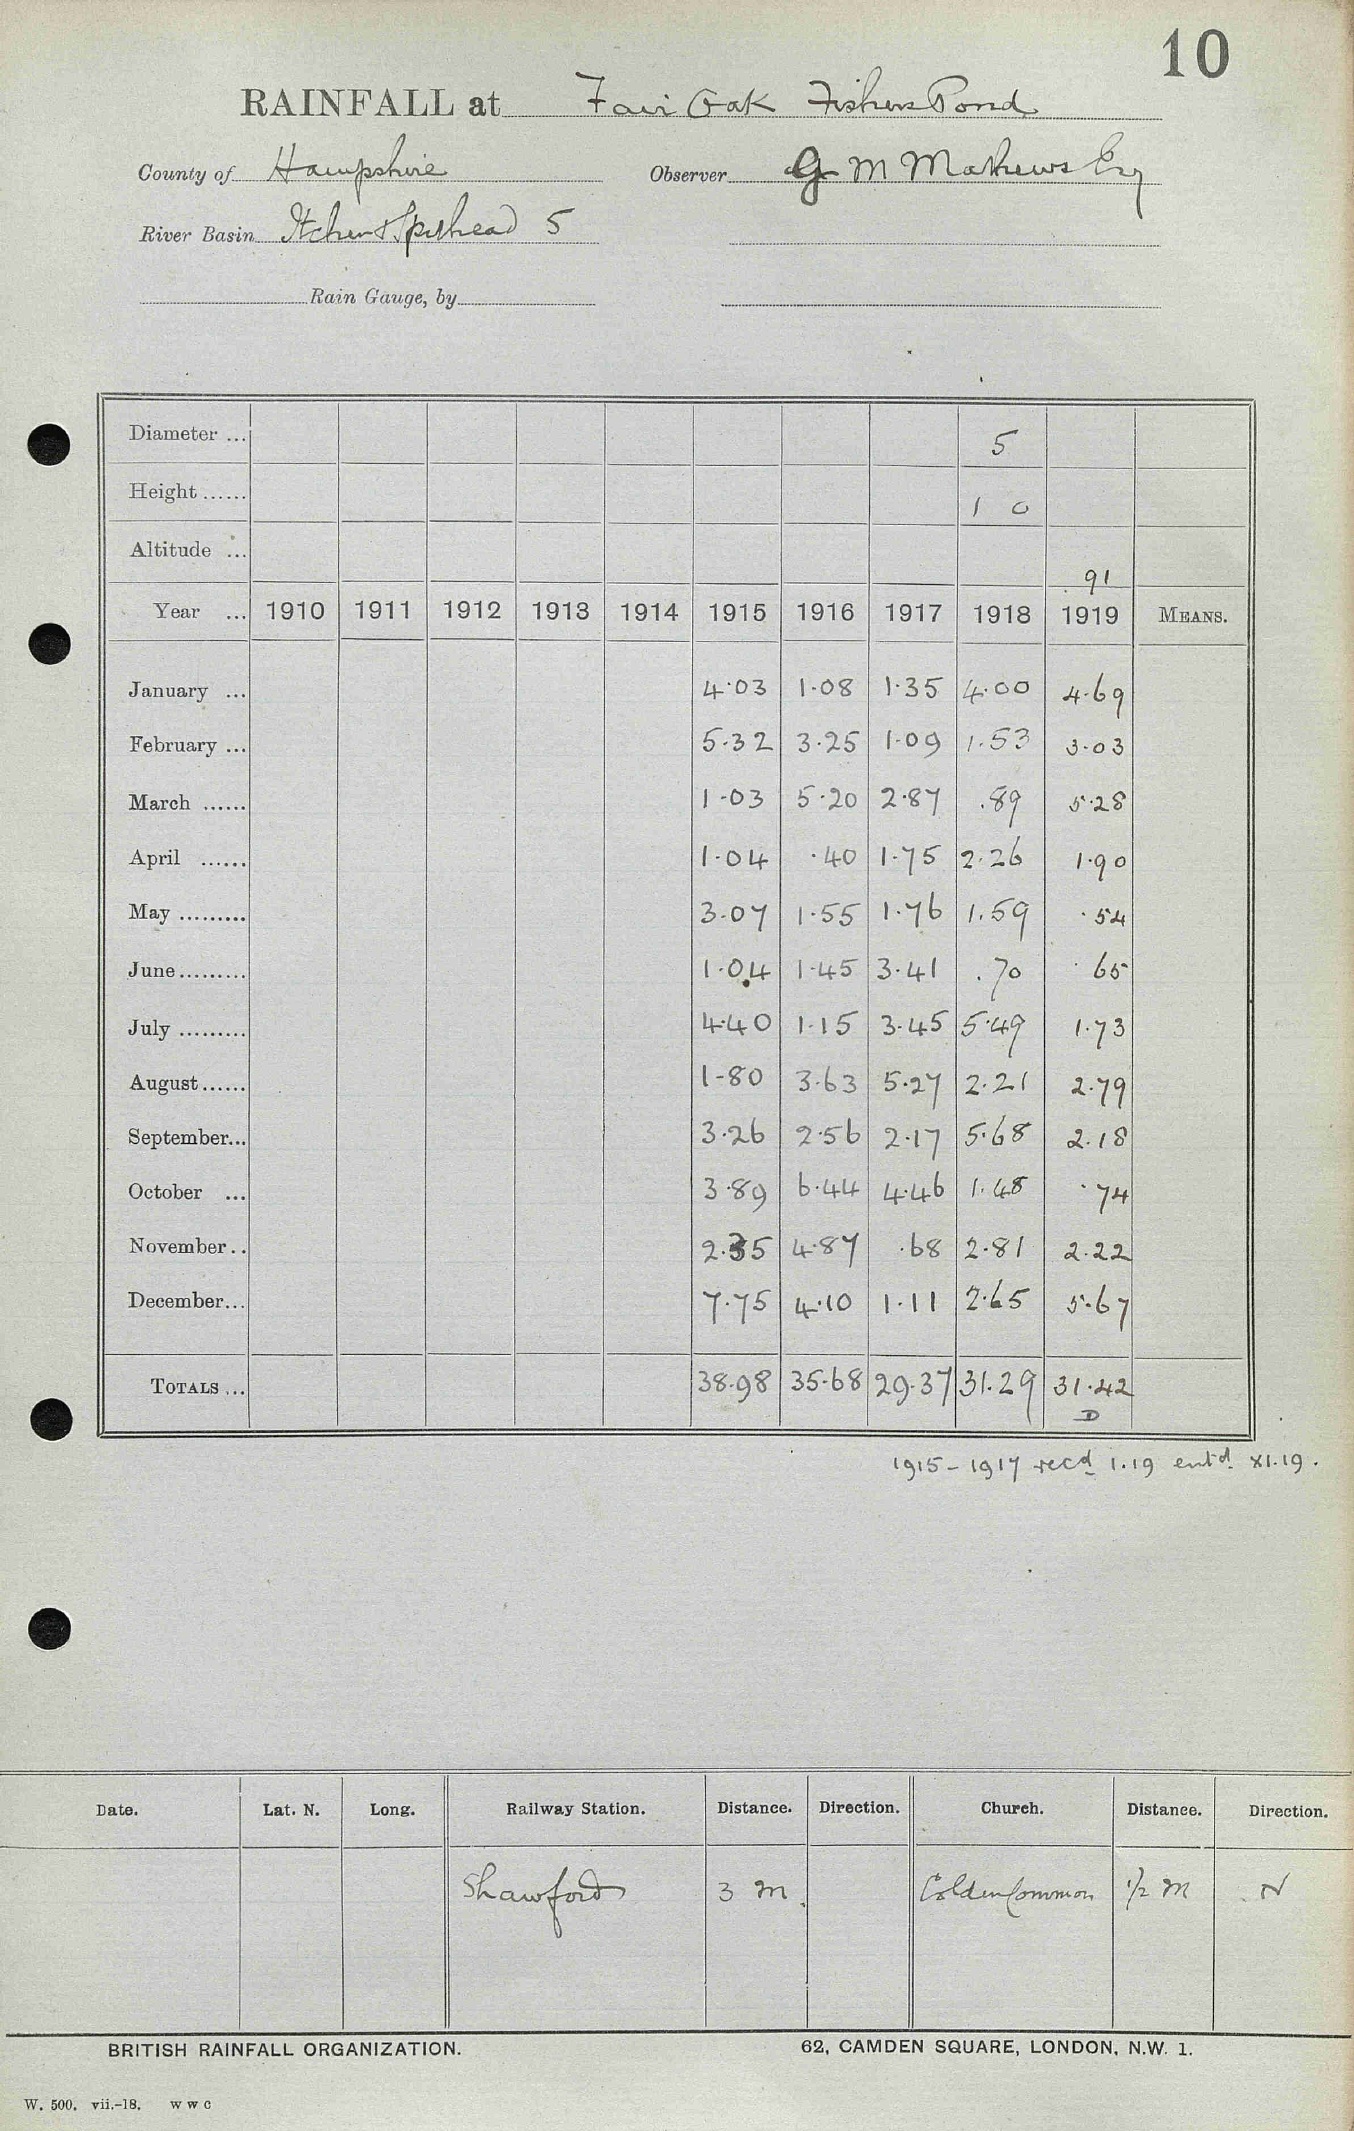 10
RAINFALL at Fair Oak Fishers Pond
County of Hampshire Observer G M Mathews Esq
River Basin Itchen & Spithead 5
Rain Gauge, by
Diameter ... 5
Height ...... 1 0
Altitude ... 91
Year ... 1910 1911 1912 1913 1914 1915 1916 1917 1918 1919 MEANS.
January ... 4.03 1.08 1.35 4.00 4.69
February ... 5.32 3.25 1.09 1.53 3.03
March ...... 1.03 5.20 2.87 .89 5.28
April ...... 1.04 .40 1.75 2.26 1.90
May ......... 3.07 1.55 1.76 1.59 .54
June ......... 1.04 1.45 3.41 .70 .65
July ......... 4.40 1.15 3.45 5.49 1.73
August ...... 1.80 3.63 5.27 2.21 2.79
September... 3.26 2.56 2.17 5.68 2.18
October ... 3.89 6.44 4.46 1.48 .74
November .. 2.35 4.87 .68 2.81 2.22
December... 7.75 4.10 1.11 2.65 5.67
TOTALS ... 38.98 35.68 29.37 31.29 31.42
D
1915-1917 recd 1.19 entd XI.19.
Date. Lat. N. Long. Railway Station. Distance. Direction. Church. Distance. Direction.
Shawford 3 m. Colden Common 1/2 m N
BRITISH RAINFALL ORGANIZATION. 62, CAMDEN SQUARE, LONDON, N.W. 1.
W. 500. vii.-18. W W C